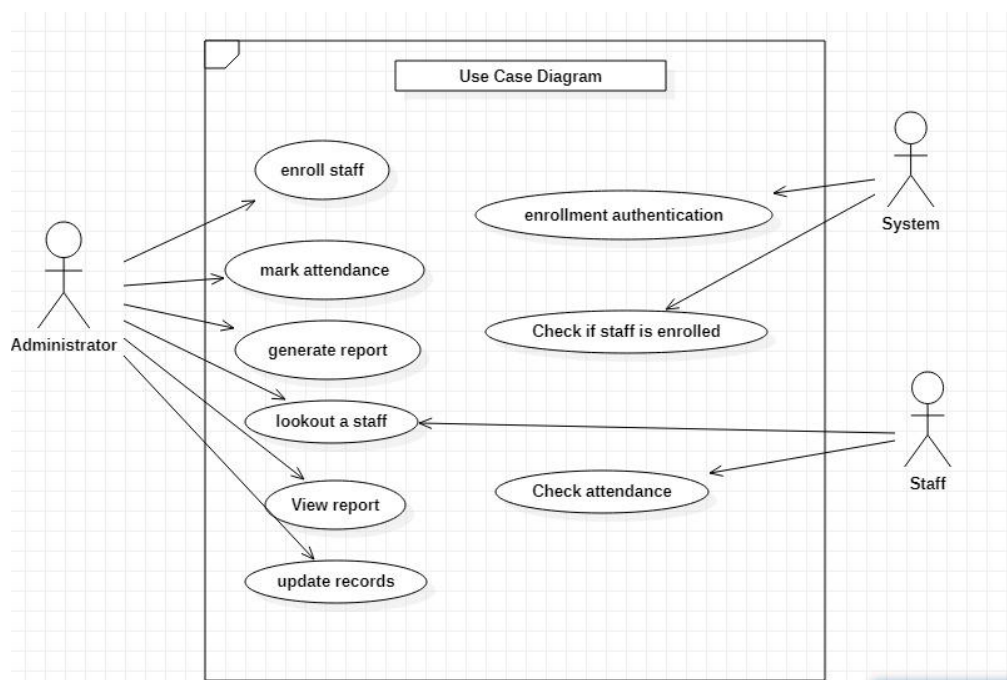 Use Case Diagram
enroll staff
enrollment authentication
System
mark attendance
Administrator
Check if staff is enrolled
generate report
lookout a staff
Staff
Check attendance
View report
update records